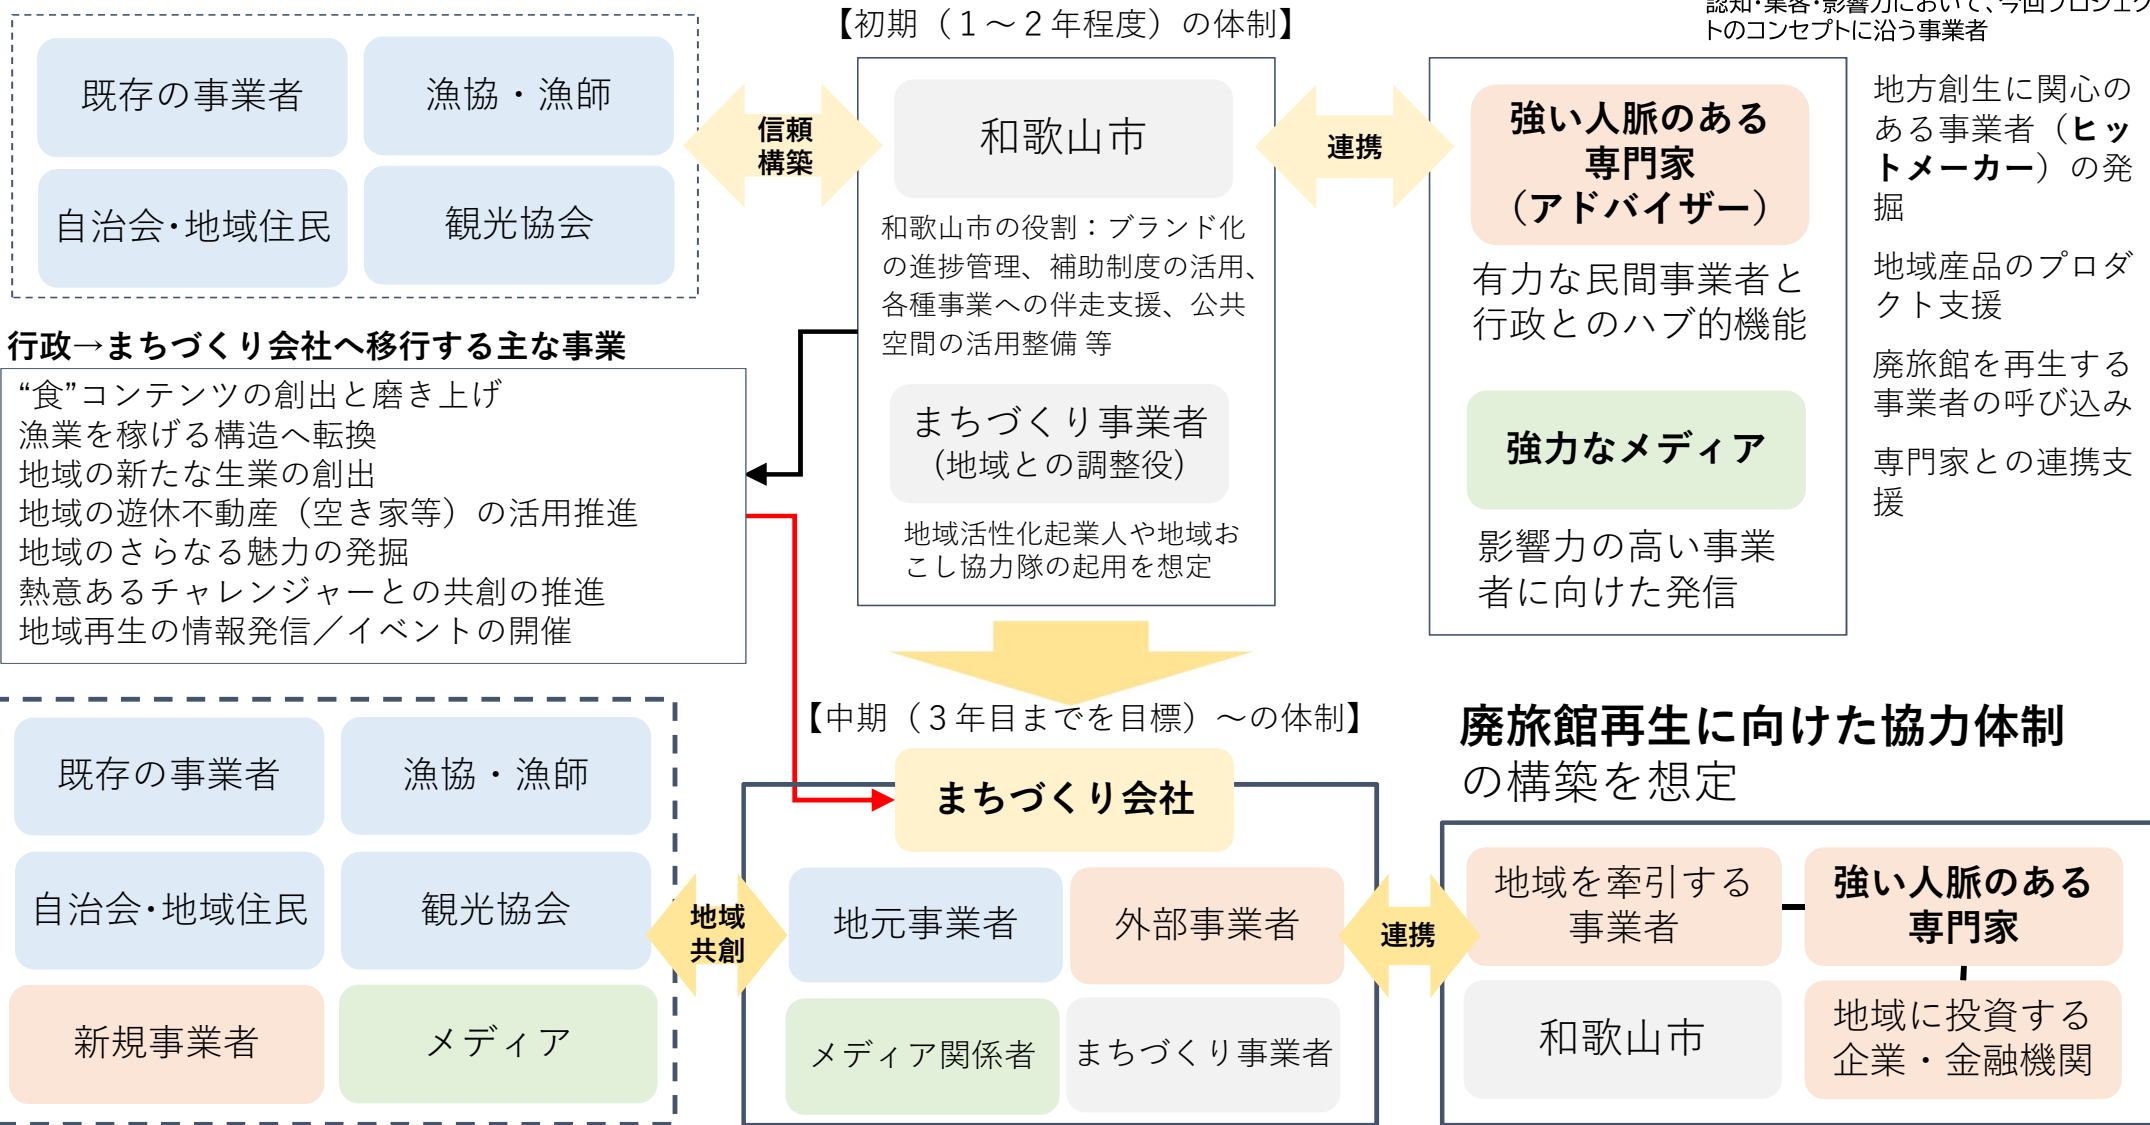 認知・集客・影響力において、今回プロジェク
トのコンセプトに沿う事業者
【初期（１～２年程度）の体制】
既存の事業者
漁協・漁師
自治会・地域住民
観光協会
信頼
構築
和歌山市
和歌山市の役割：ブランド化
の進捗管理、補助制度の活用、
各種事業への伴走支援、公共
空間の活用整備 等
まちづくり事業者
（地域との調整役）
地域活性化起業人や地域お
こし協力隊の起用を想定
連携
強い人脈のある
専門家
（アドバイザー）
有力な民間事業者と
行政とのハブ的機能
強力なメディア
影響力の高い事業
者に向けた発信
地方創生に関心の
ある事業者（ヒッ
トメーカー）の発
掘
地域産品のプロダ
クト支援
廃旅館を再生する
事業者の呼び込み
専門家との連携支
援
行政→まちづくり会社へ移行する主な事業
“食”コンテンツの創出と磨き上げ
漁業を稼げる構造へ転換
地域の新たな生業の創出
地域の遊休不動産（空き家等）の活用推進
地域のさらなる魅力の発掘
熱意あるチャレンジャーとの共創の推進
地域再生の情報発信／イベントの開催
【中期（３年目までを目標）～の体制】
既存の事業者
漁協・漁師
自治会・地域住民
観光協会
新規事業者
メディア
地域
共創
まちづくり会社
地元事業者
外部事業者
メディア関係者
まちづくり事業者
連携
廃旅館再生に向けた協力体制
の構築を想定
地域を牽引する
事業者
強い人脈のある
専門家
和歌山市
地域に投資する
企業・金融機関